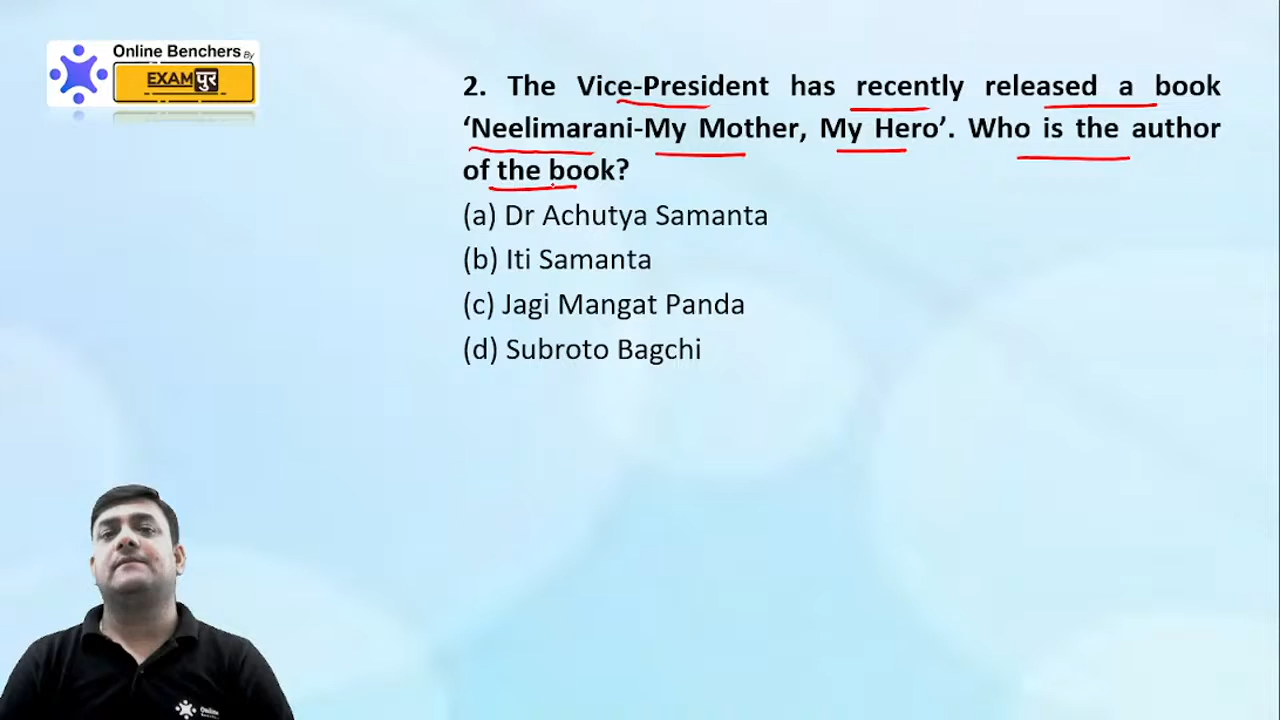 Online Benchers By
EXAMपुर
2. The Vice-President has recently released a book
‘Neelimarani-My Mother, My Hero’. Who is the author
of the book?
(a) Dr Achutya Samanta
(b) Iti Samanta
(c) Jagi Mangat Panda
(d) Subroto Bagchi
Online